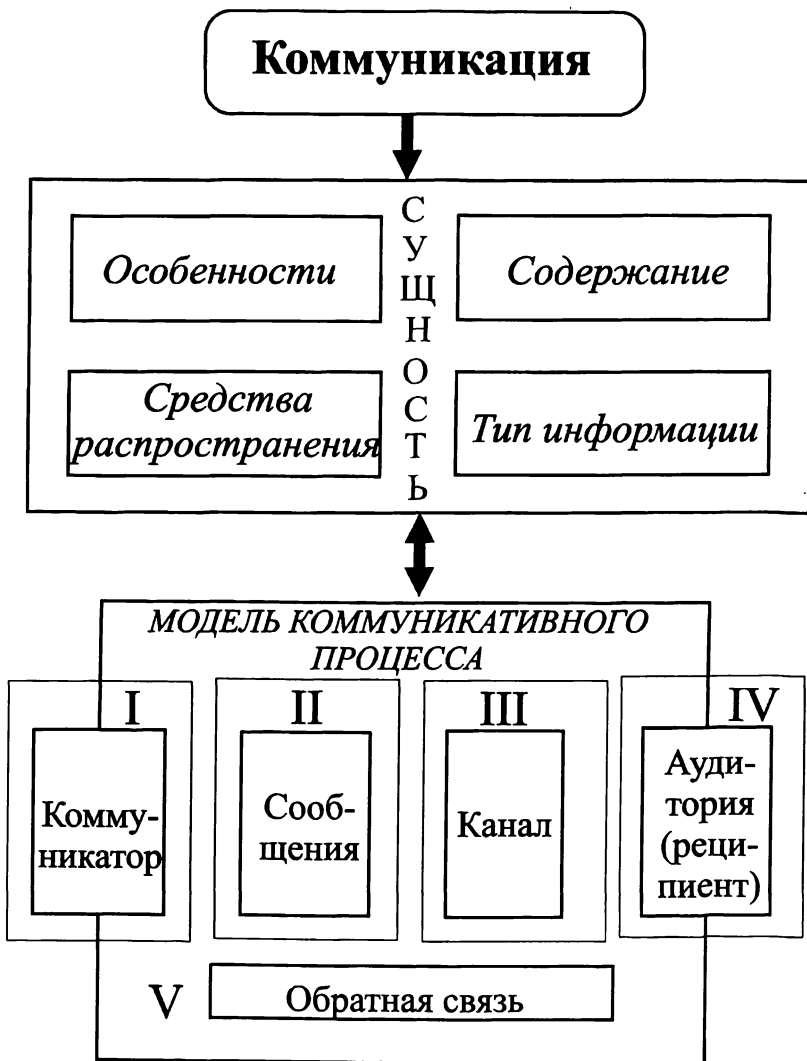 Коммуникация
СУЩНОСТЬ
Особенности
Содержание
Средства
распространения
Тип информации
МОДЕЛЬ КОММУНИКАТИВНОГО
ПРОЦЕССА
I
Комму-
никатор
II
Сооб-
щения
III
Канал
IV
Ауди-
тория
(реци-
пиент)
V
Обратная связь